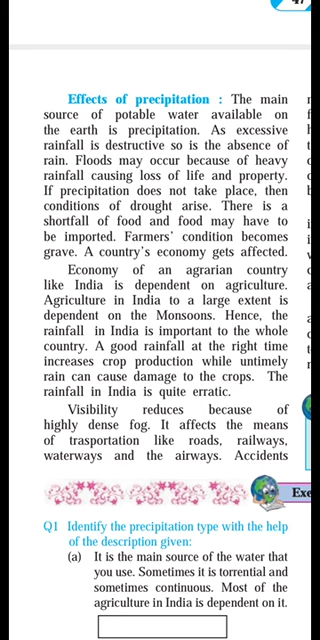 47
Effects of precipitation : The main
source of potable water available on
the earth is precipitation. As excessive
rainfall is destructive so is the absence of
rain. Floods may occur because of heavy
rainfall causing loss of life and property.
If precipitation does not take place, then
conditions of drought arise. There is a
shortfall of food and food may have to
be imported. Farmers' condition becomes
grave. A country's economy gets affected.
Economy of an agrarian country
like India is dependent on agriculture.
Agriculture in India to a large extent is
dependent on the Monsoons. Hence, the
rainfall in India is important to the whole
country. A good rainfall at the right time
increases crop production while untimely
rain can cause damage to the crops. The
rainfall in India is quite erratic.
Visibility reduces because of
highly dense fog. It affects the means
of trasportation like roads, railways,
waterways and the airways. Accidents
Q1 Identify the precipitation type with the help
of the description given:
(a) It is the main source of the water that
you use. Sometimes it is torrential and
sometimes continuous. Most of the
agriculture in India is dependent on it.